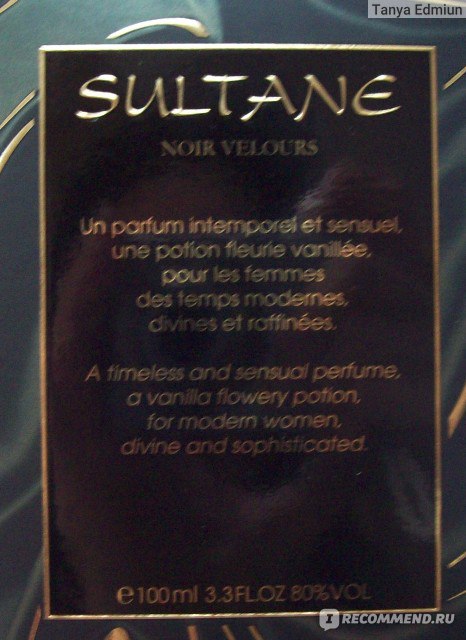 Tanya Edmiun
SULTANE
NOIR VELOURS
Un parfum intemporel et sensuel,
une potion fleurie vanillée,
pour les femmes
des temps modernes,
divines et raffinées.
A timeless and sensual perfume,
a vanilla flowery potion,
for modern women,
divine and sophisticated.
e100ml 3.3FL.OZ 80%VOL
IRECOMMEND.RU